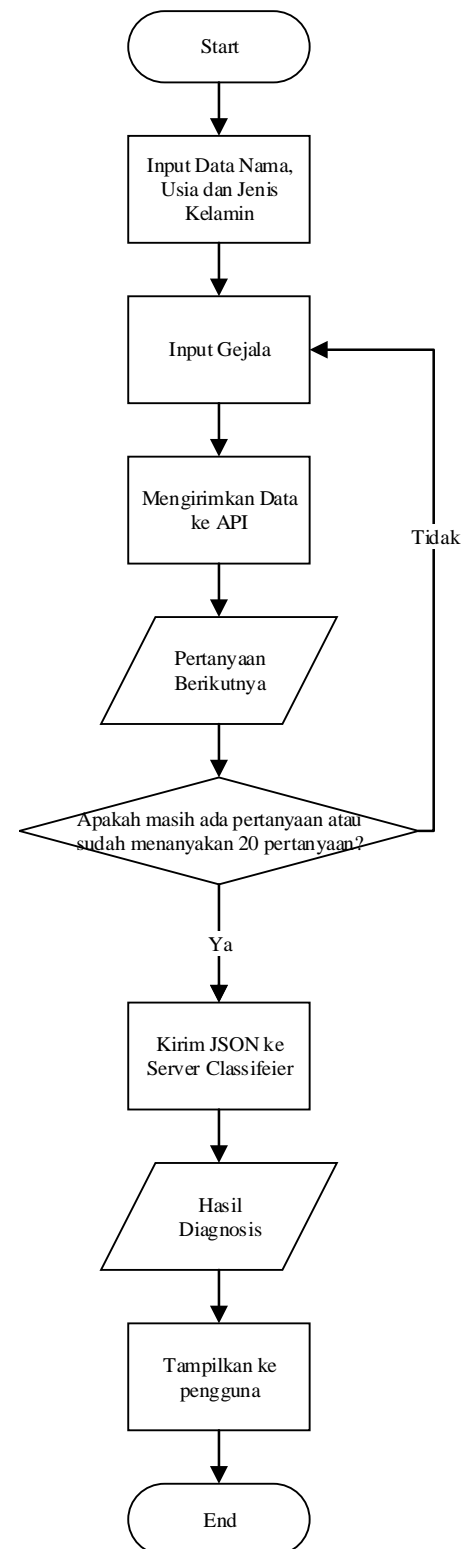 Start
Input Data Nama,
Usia dan Jenis
Kelamin
Input Gejala
Mengirimkan Data
ke API
Tidak
Pertanyaan
Berikutnya
Apakah masih ada pertanyaan atau
sudah menanyakan 20 pertanyaan?
Ya
Kirim JSON ke
Server Classifeier
Hasil
Diagnosis
Tampilkan ke
pengguna
End